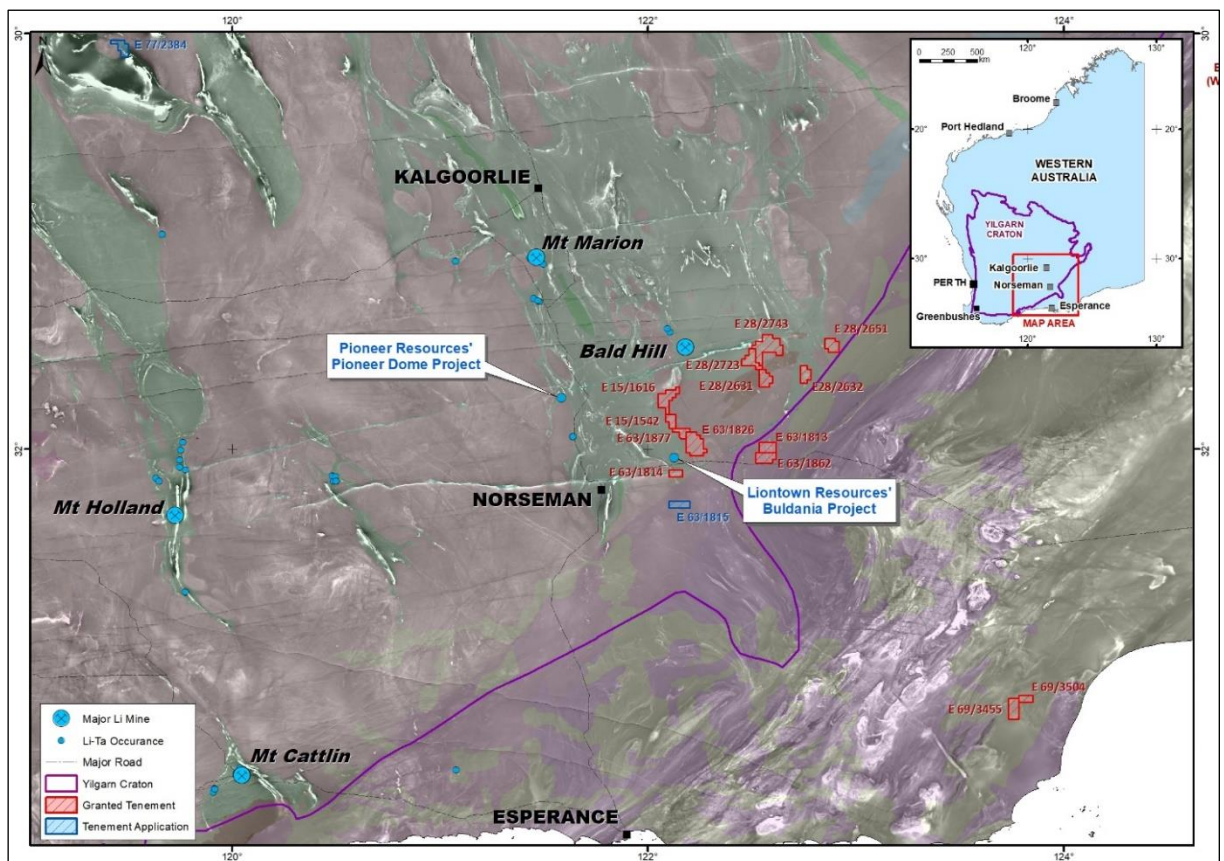 120°
122°
124°
30°
30°
N
E 77/2384
E
(W
0 250 500
km
120°
130°
Broome
Port Hedland
20°
WESTERN
AUSTRALIA
YILGARN
CRATON
30°
30°
Kalgoorlie
PERTH
Norseman
Esperance
Greenbushes
MAP AREA
120°
130°
KALGOORLIE
Mt Marion
Bald Hill
E 28/2743
E 28/2651
Pioneer Resources'
Pioneer Dome Project
E 28/2723
E 28/2631
E28/2632
E 15/1616
E 15/1542
E 63/1877
E 63/1826
E 63/1813
E 63/1862
32°
32°
E 63/1814
Mt Holland
NORSEMAN
Liontown Resources'
Buldania Project
E 63/1815
E 69/3504
E 69/3455
Major Li Mine
Li-Ta Occurance
Major Road
Yilgarn Craton
Granted Tenement
Tenement Application
Mt Cattlin
ESPERANCE
120°
122°
124°